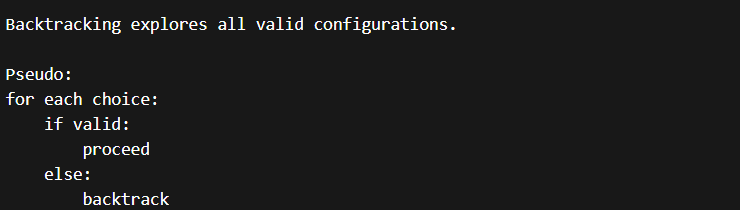 Backtracking explores all valid configurations.

Pseudo:
for each choice:
    if valid:
        proceed
    else:
        backtrack